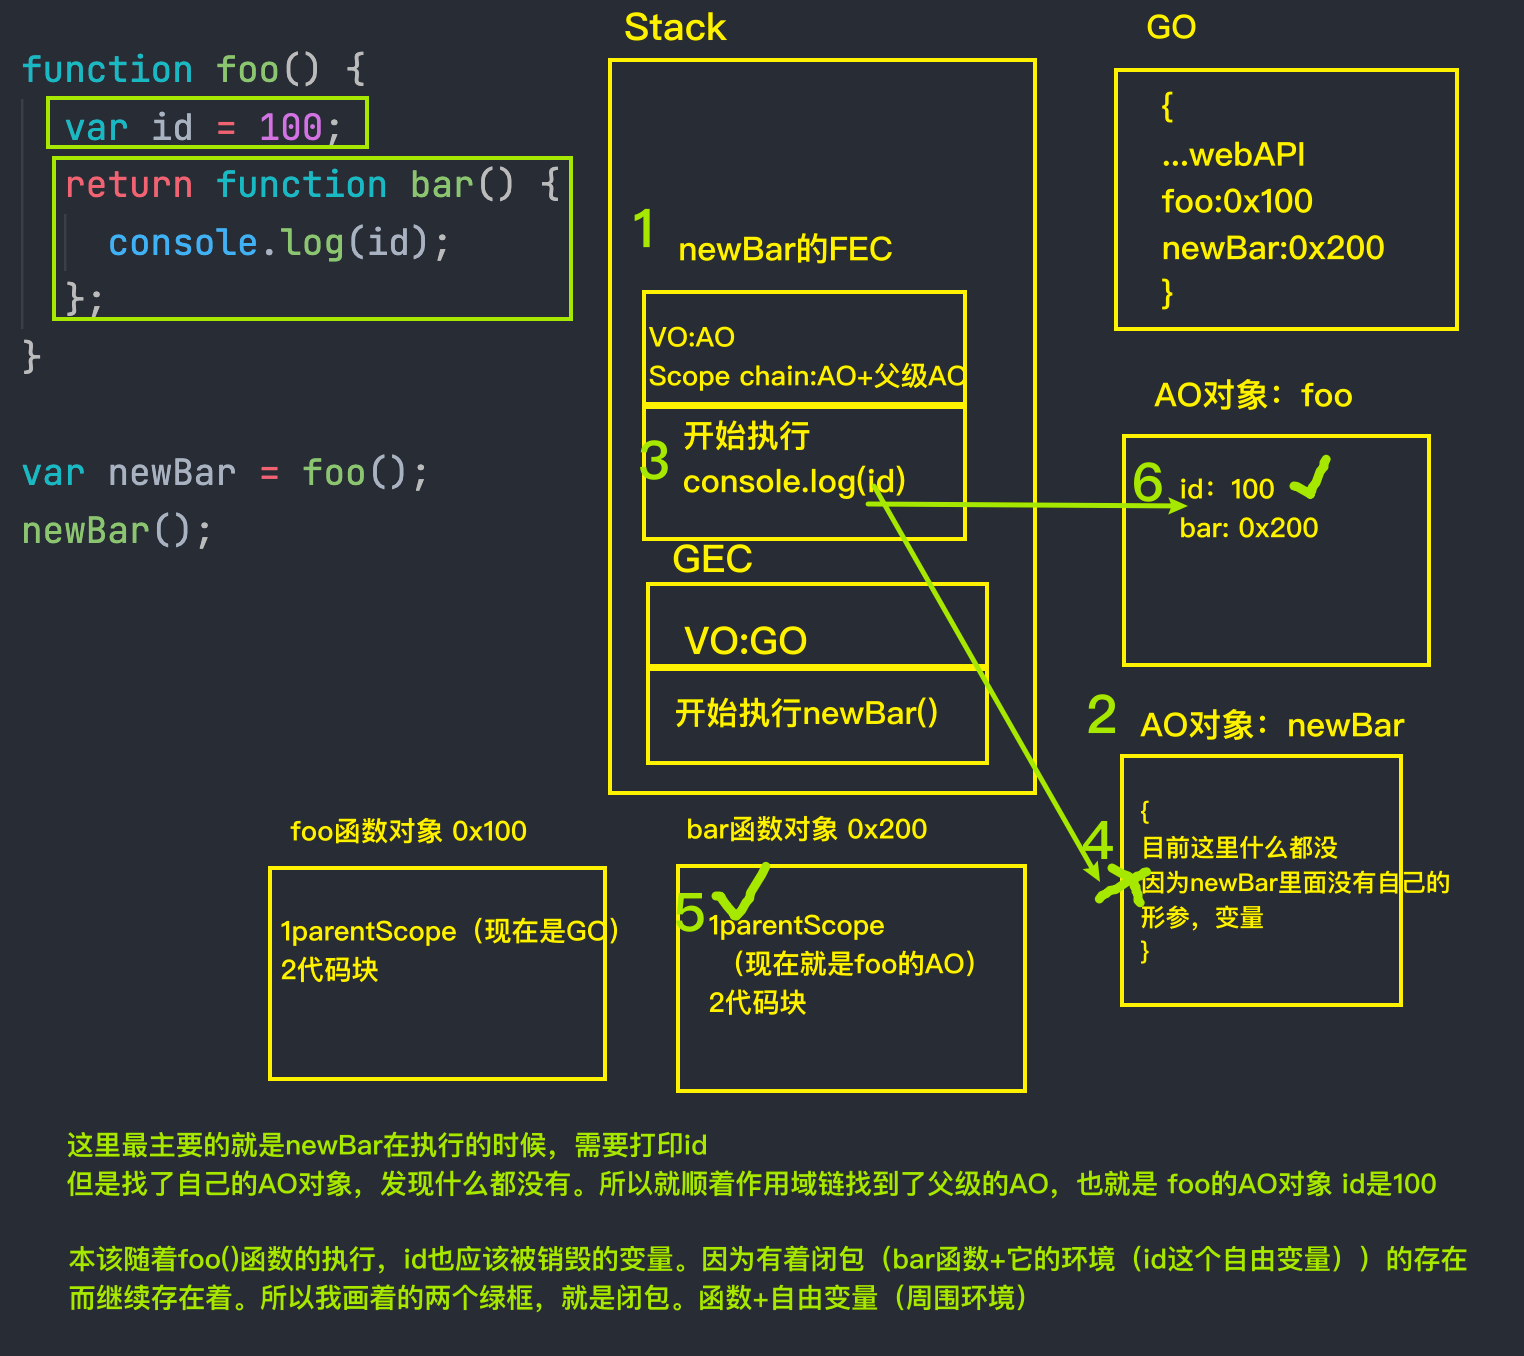 function foo() {
var id = 100;
return function bar() {
console.log(id);
};
}
var newBar = foo();
newBar();
Stack
1
newBar的FEC
VO:AO
Scope chain:AO+父级AO
3
开始执行
console.log(id)
GEC
VO:GO
开始执行newBar()
GO
{
...webAPI
foo:0x100
newBar:0x200
}
AO对象：foo
6
id：100
bar: 0x200
2
AO对象：newBar
4
{
目前这里什么都没
因为newBar里面没有自己的
形参，变量
}
foo函数对象 0x100
1parentScope（现在是GO）
2代码块
bar函数对象 0x200
5
1parentScope
（现在就是foo的AO）
2代码块
这里最主要的就是newBar在执行的时候，需要打印id
但是找了自己的AO对象，发现什么都没有。所以就顺着作用域链找到了父级的AO，也就是 foo的AO对象 id是100
本该随着foo()函数的执行，id也应该被销毁的变量。因为有着闭包（bar函数+它的环境（id这个自由变量））的存在
而继续存在着。所以我画着的两个绿框，就是闭包。函数+自由变量（周围环境）